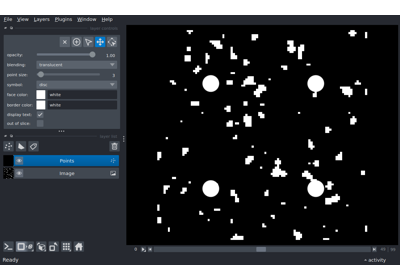 File View Layers Plugins Window Help
opacity: 1.00
blending: translucent
point size:
symbol: disc
face color: white
border color: white
display text:
out of slice:
Points
Image
Ready activity